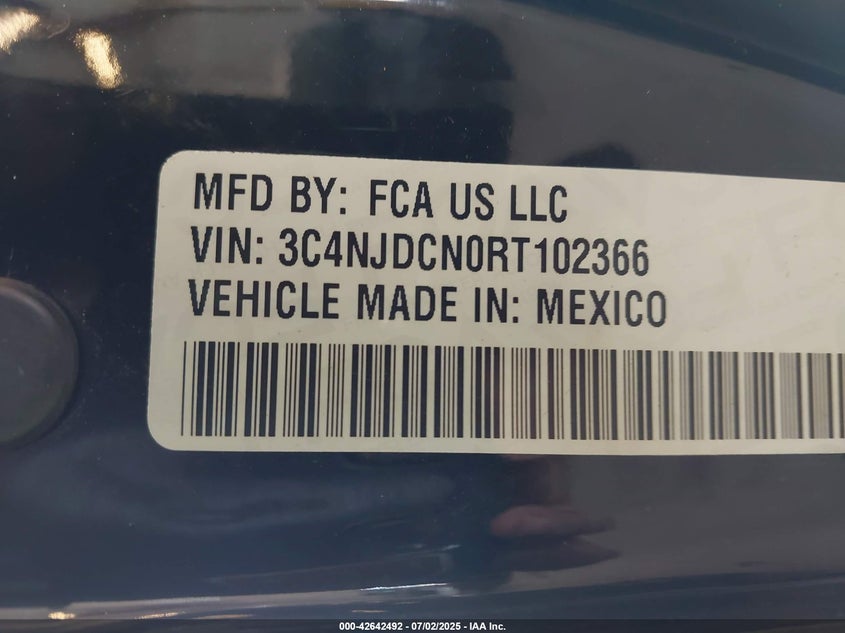 MFD BY: FCA US LLC
VIN: 3C4NJDCN0RT102366
VEHICLE MADE IN: MEXICO
000-42642492 - 07/02/2025 - IAA Inc.